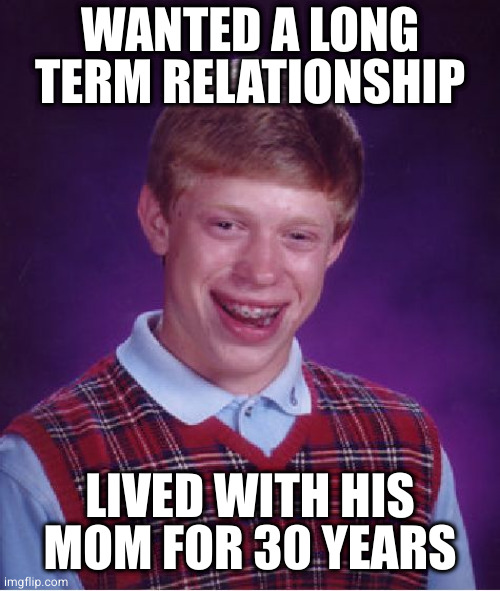 WANTED A LONG
TERM RELATIONSHIP
LIVED WITH HIS
MOM FOR 30 YEARS
imgflip.com